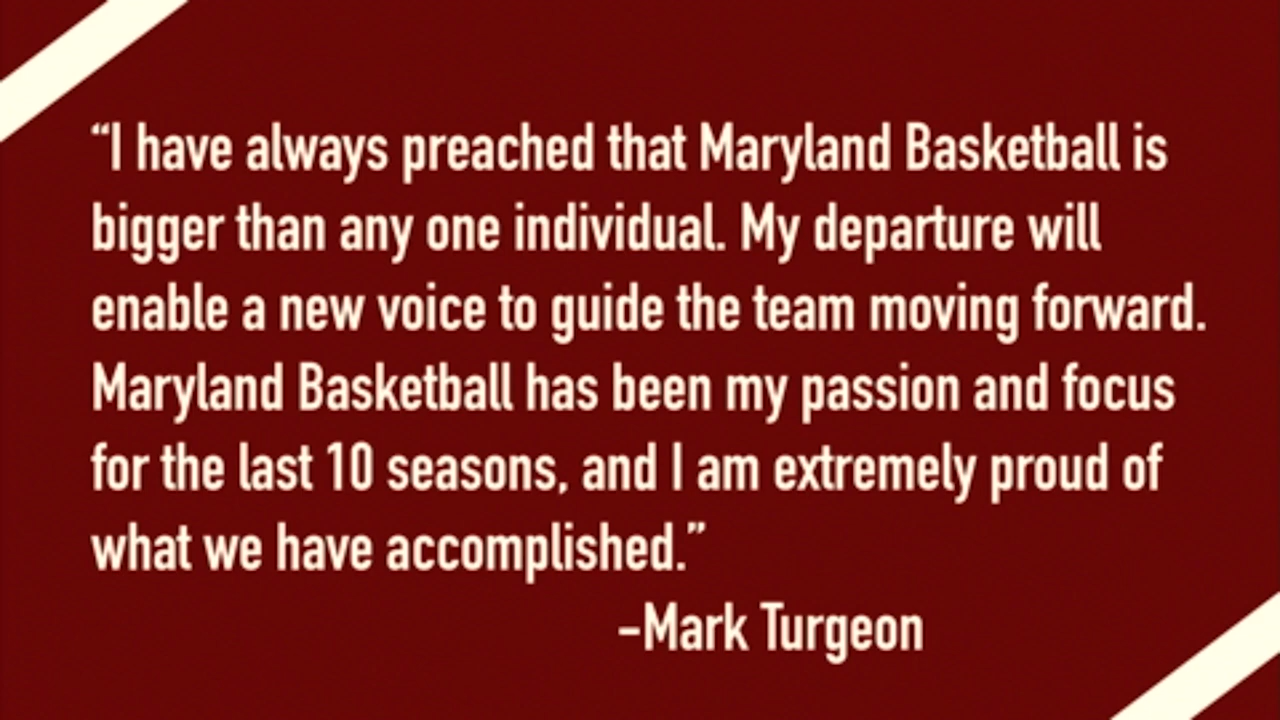 “I have always preached that Maryland Basketball is
bigger than any one individual. My departure will
enable a new voice to guide the team moving forward.
Maryland Basketball has been my passion and focus
for the last 10 seasons, and I am extremely proud of
what we have accomplished.”
-Mark Turgeon